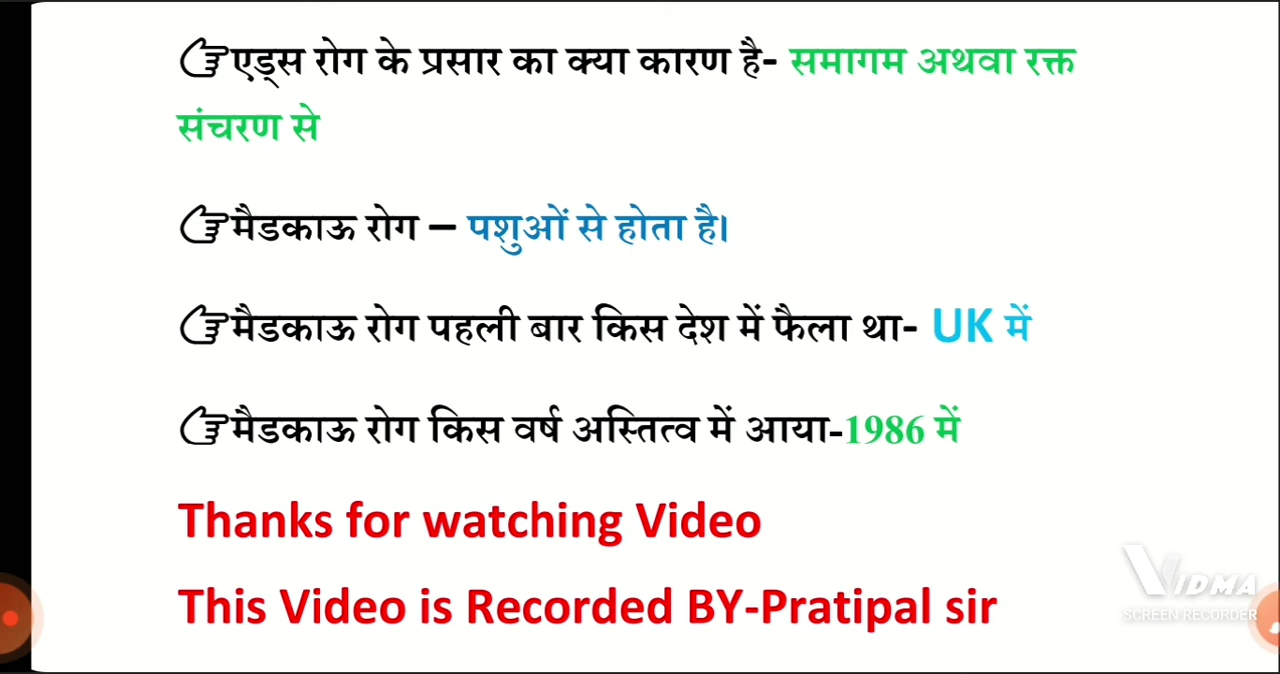 👉एड्स रोग के प्रसार का क्या कारण है- समागम अथवा रक्त
संचरण से
👉मैडकाऊ रोग – पशुओं से होता है।
👉मैडकाऊ रोग पहली बार किस देश में फैला था- UK में
👉मैडकाऊ रोग किस वर्ष अस्तित्व में आया-1986 में
Thanks for watching Video
This Video is Recorded BY-Pratipal sir
VIDMA
SCREEN RECORDER